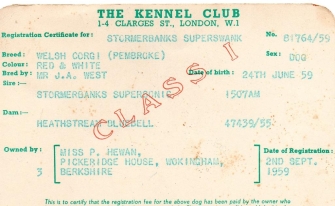 THE KENNEL CLUB
1-4 CLARGES ST., LONDON, W.1
Registration Certificate for: STORMERBANKS SUPERSWANK No. 81764/59
Breed: WELSH CORGI (PEMBROKE) Sex: DOG
Colour: RED & WHITE
Bred by: MR J.A. WEST Date of birth: 24TH JUNE 59
Sire:-
STORMERBANKS SUPERSONIC 1507AM
CLASS I
Dam:-
HEATHSTREAM BLUEBELL 47439/55
Owned by: MISS P. HEWAN, Date of Registration:
PICKERIDGE HOUSE, WOKINGHAM, 2ND SEPT.
3 BERKSHIRE 1959
This is to certify that the registration fee for the above dog has been paid by the owner who